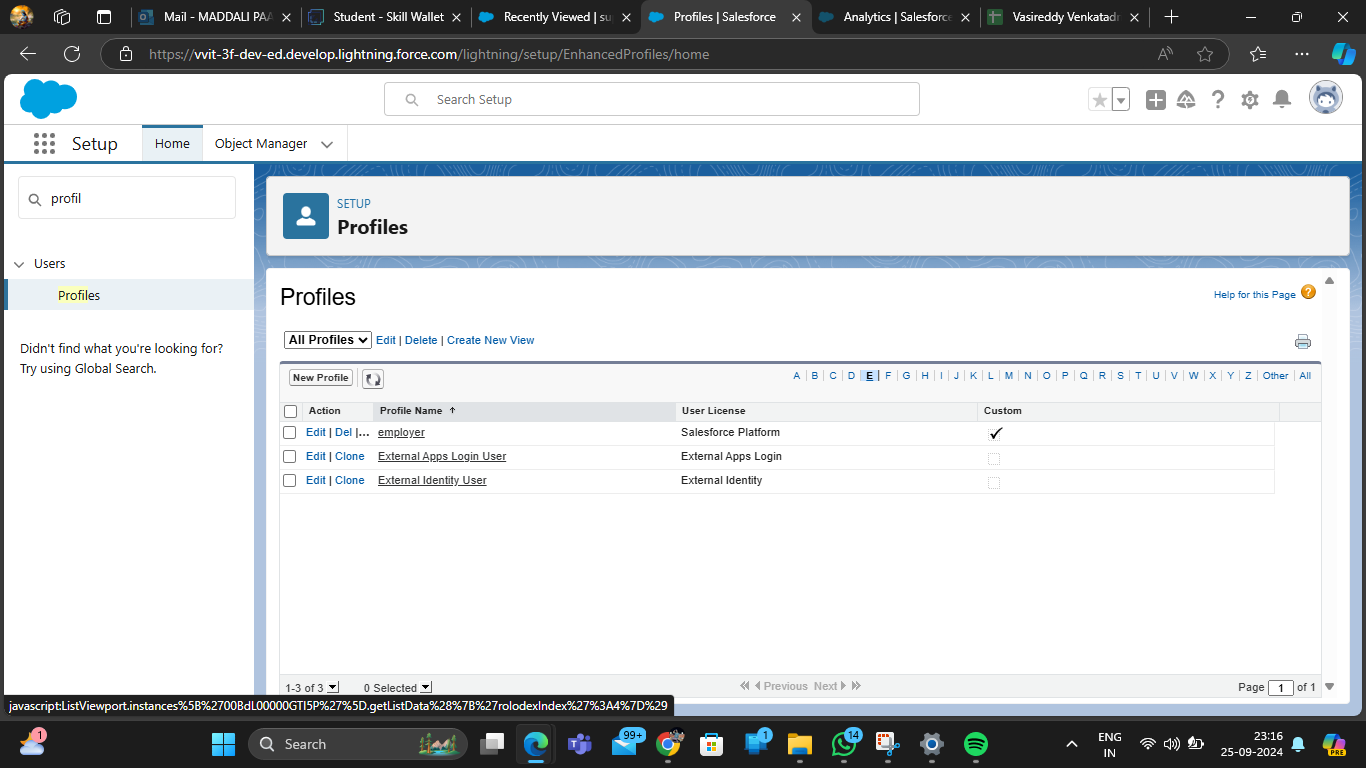 Mail - MADDALI PAA
Student - Skill Wallet
Recently Viewed | su
Profiles | Salesforce
Analytics | Salesforce
Vasireddy Venkatadr
https://vvit-3f-dev-ed.develop.lightning.force.com/lightning/setup/EnhancedProfiles/home
Search Setup
Setup
Home
Object Manager
profil
Users
Profiles
Didn't find what you're looking for?
Try using Global Search.
SETUP
Profiles
Profiles
Help for this Page
All Profiles Edit | Delete | Create New View
New Profile
A | B | C | D | E | F | G | H | I | J | K | L | M | N | O | P | Q | R | S | T | U | V | W | X | Y | Z | Other | All
Action Profile Name ↑ User License Custom
Edit | Del |... employer Salesforce Platform ✓
Edit | Clone External Apps Login User External Apps Login
Edit | Clone External Identity User External Identity
1-3 of 3 0 Selected Previous Next Page 1 of 1
javascript:ListViewport.instances%5B%2700BdL00000GTI5P%27%5D.getListData%28%7B%27rolodexIndex%27%3A4%7D%29
1
Search
99+
1
14
PRE
ENG
IN
23:16
25-09-2024